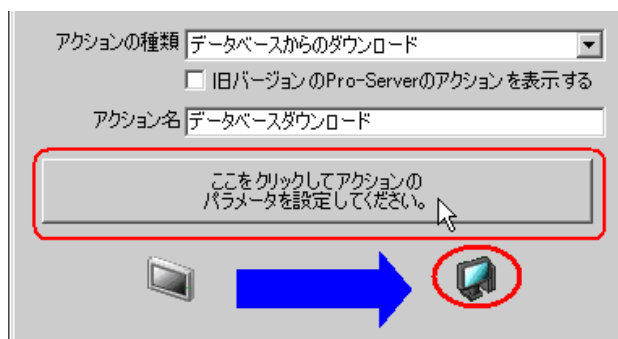 アクションの種類 データベースからのダウンロード
旧バージョンのPro-Serverのアクションを表示する
アクション名 データベースダウンロード
ここをクリックしてアクションの
パラメータを設定してください。